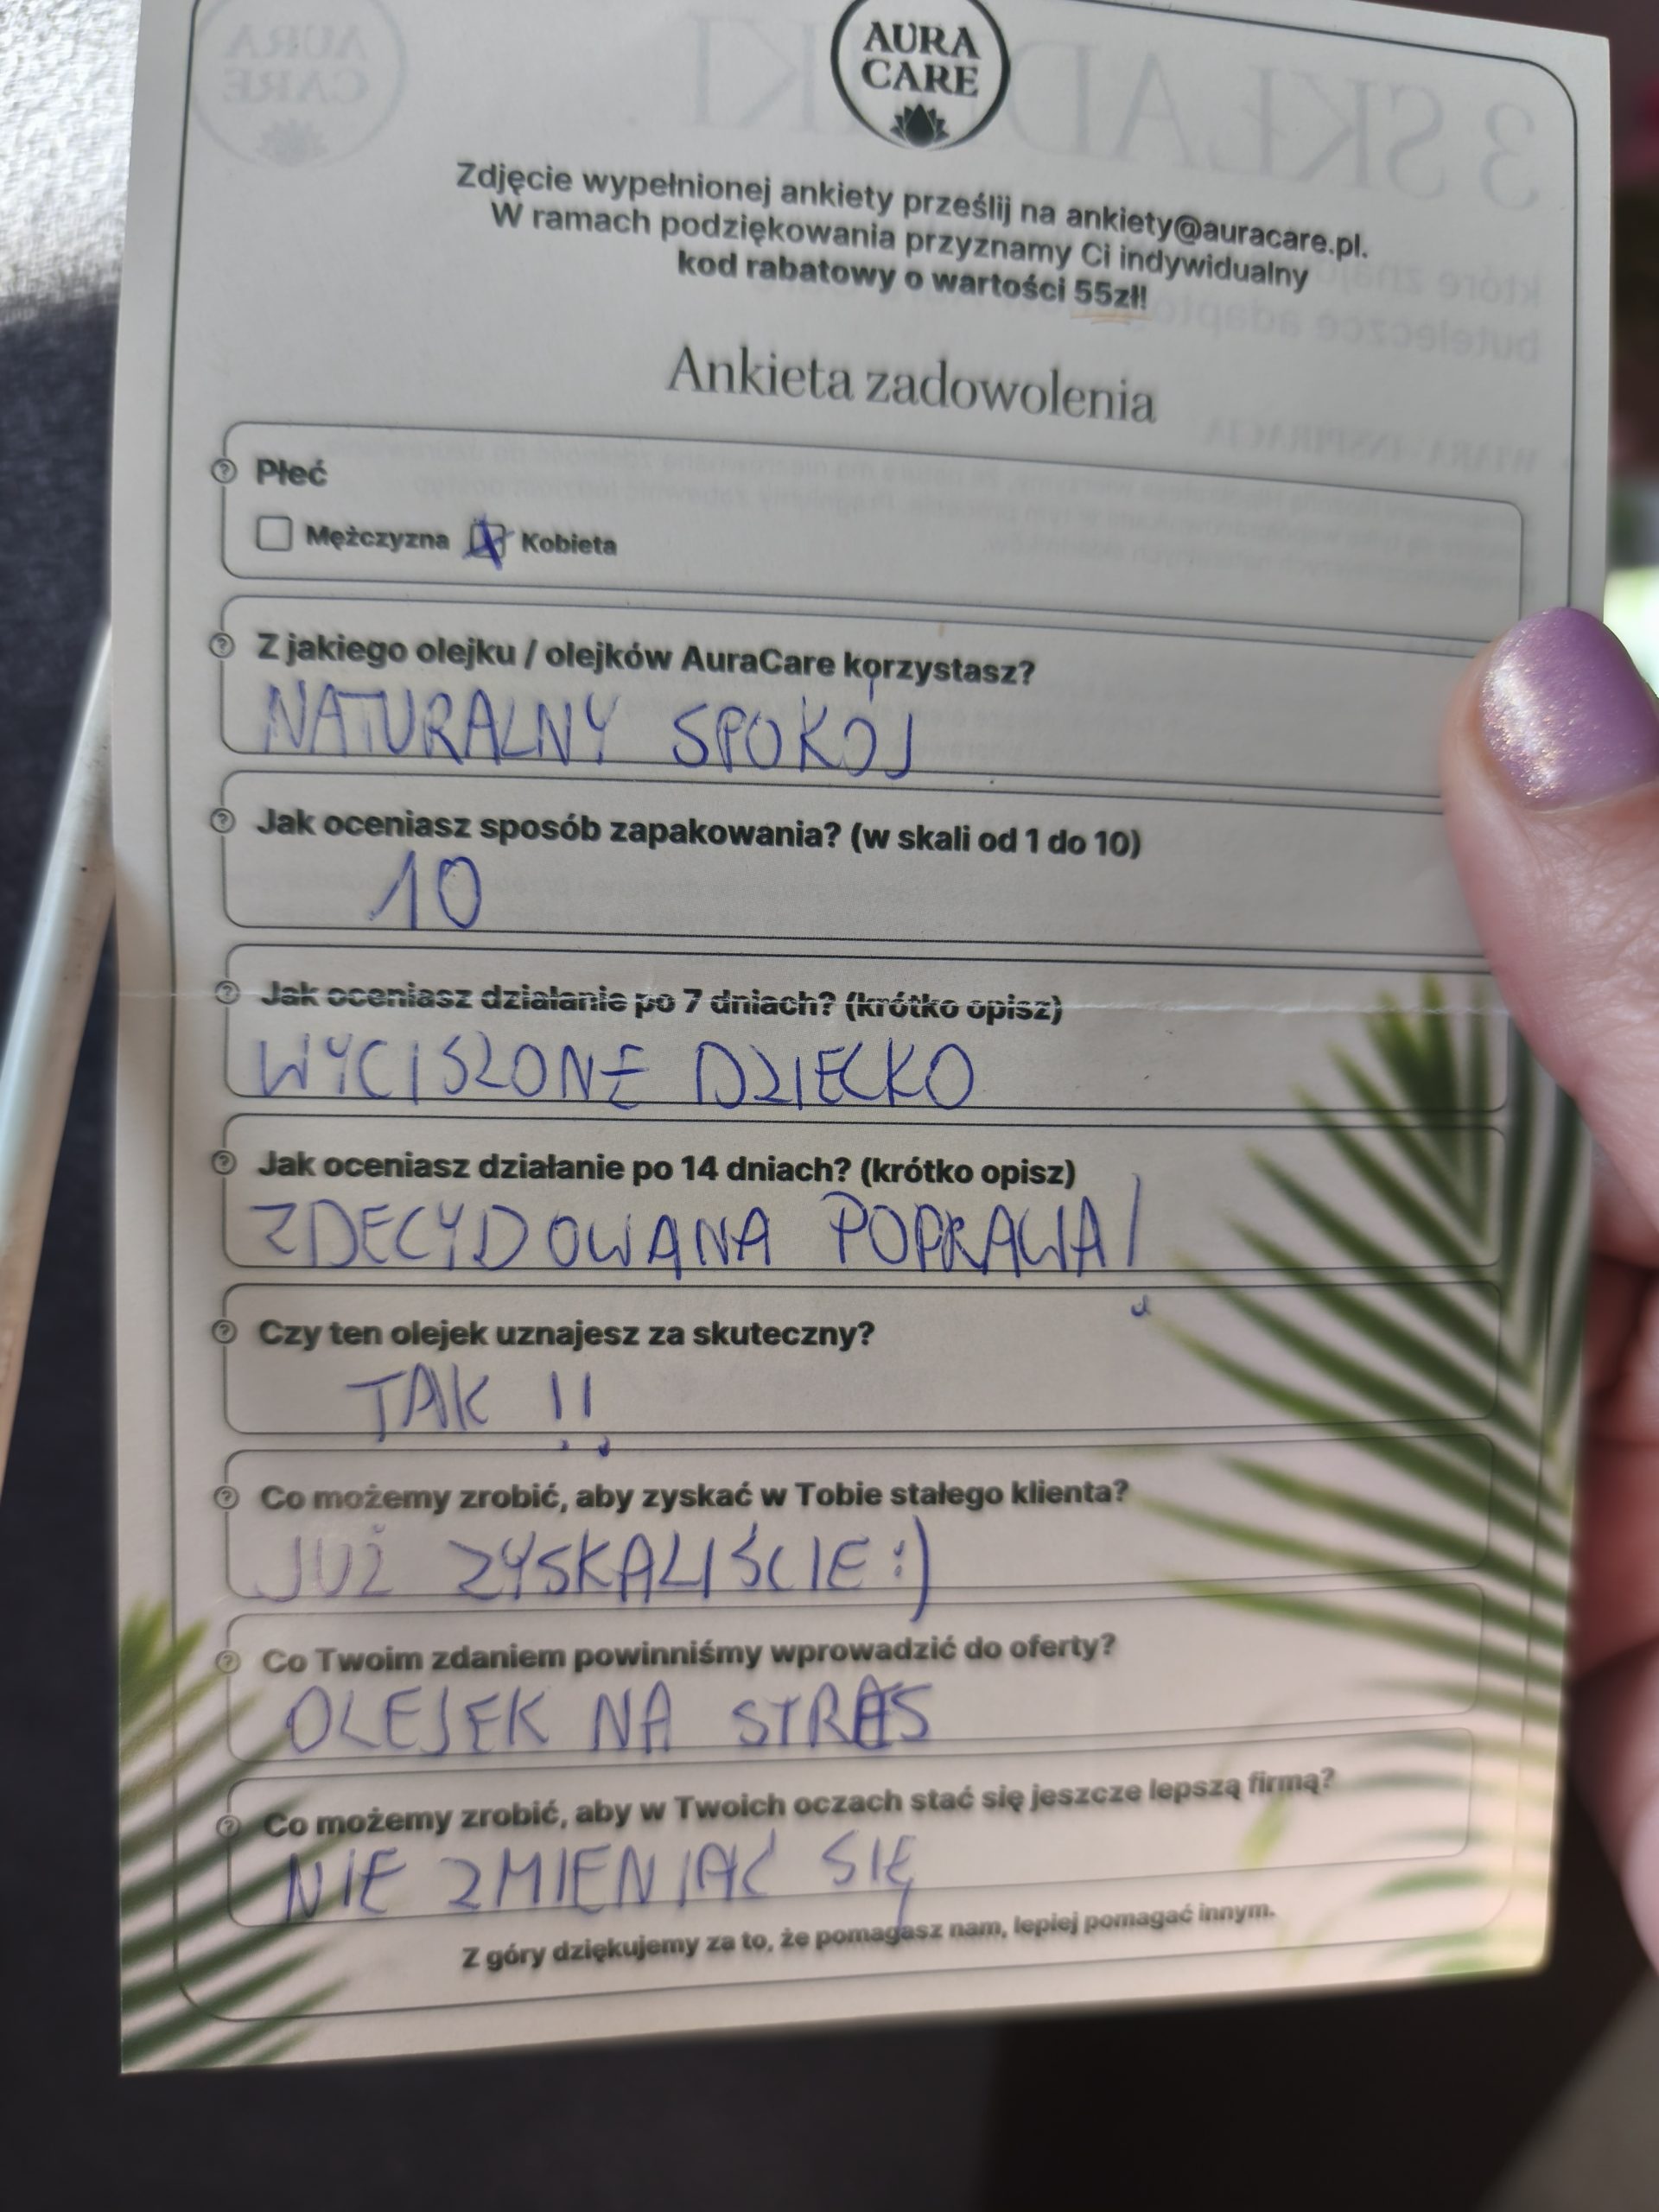 AURA
CARE
Zdjęcie wypełnionej ankiety prześlij na ankiety@auracare.pl.
W ramach podziękowania przyznamy Ci indywidualny
kod rabatowy o wartości 55zł!
Ankieta zadowolenia
Płeć
Mężczyzna Kobieta
Z jakiego olejku / olejków AuraCare korzystasz?
NATURALNY SPOKÓJ
Jak oceniasz sposób zapakowania? (w skali od 1 do 10)
10
Jak oceniasz działanie po 7 dniach? (krótko opisz)
WYCISZONE DZIECKO
Jak oceniasz działanie po 14 dniach? (krótko opisz)
ZDECYDOWANA POPRAWA!
Czy ten olejek uznajesz za skuteczny?
TAK !!
Co możemy zrobić, aby zyskać w Tobie stałego klienta?
JUŻ ZYSKALIŚCIE :)
Co Twoim zdaniem powinniśmy wprowadzić do oferty?
OLEJEK NA STRES
Co możemy zrobić, aby w Twoich oczach stać się jeszcze lepszą firmą?
NIE ZMIENIAĆ SIĘ
Z góry dziękujemy za to, że pomagasz nam, lepiej pomagać innym.